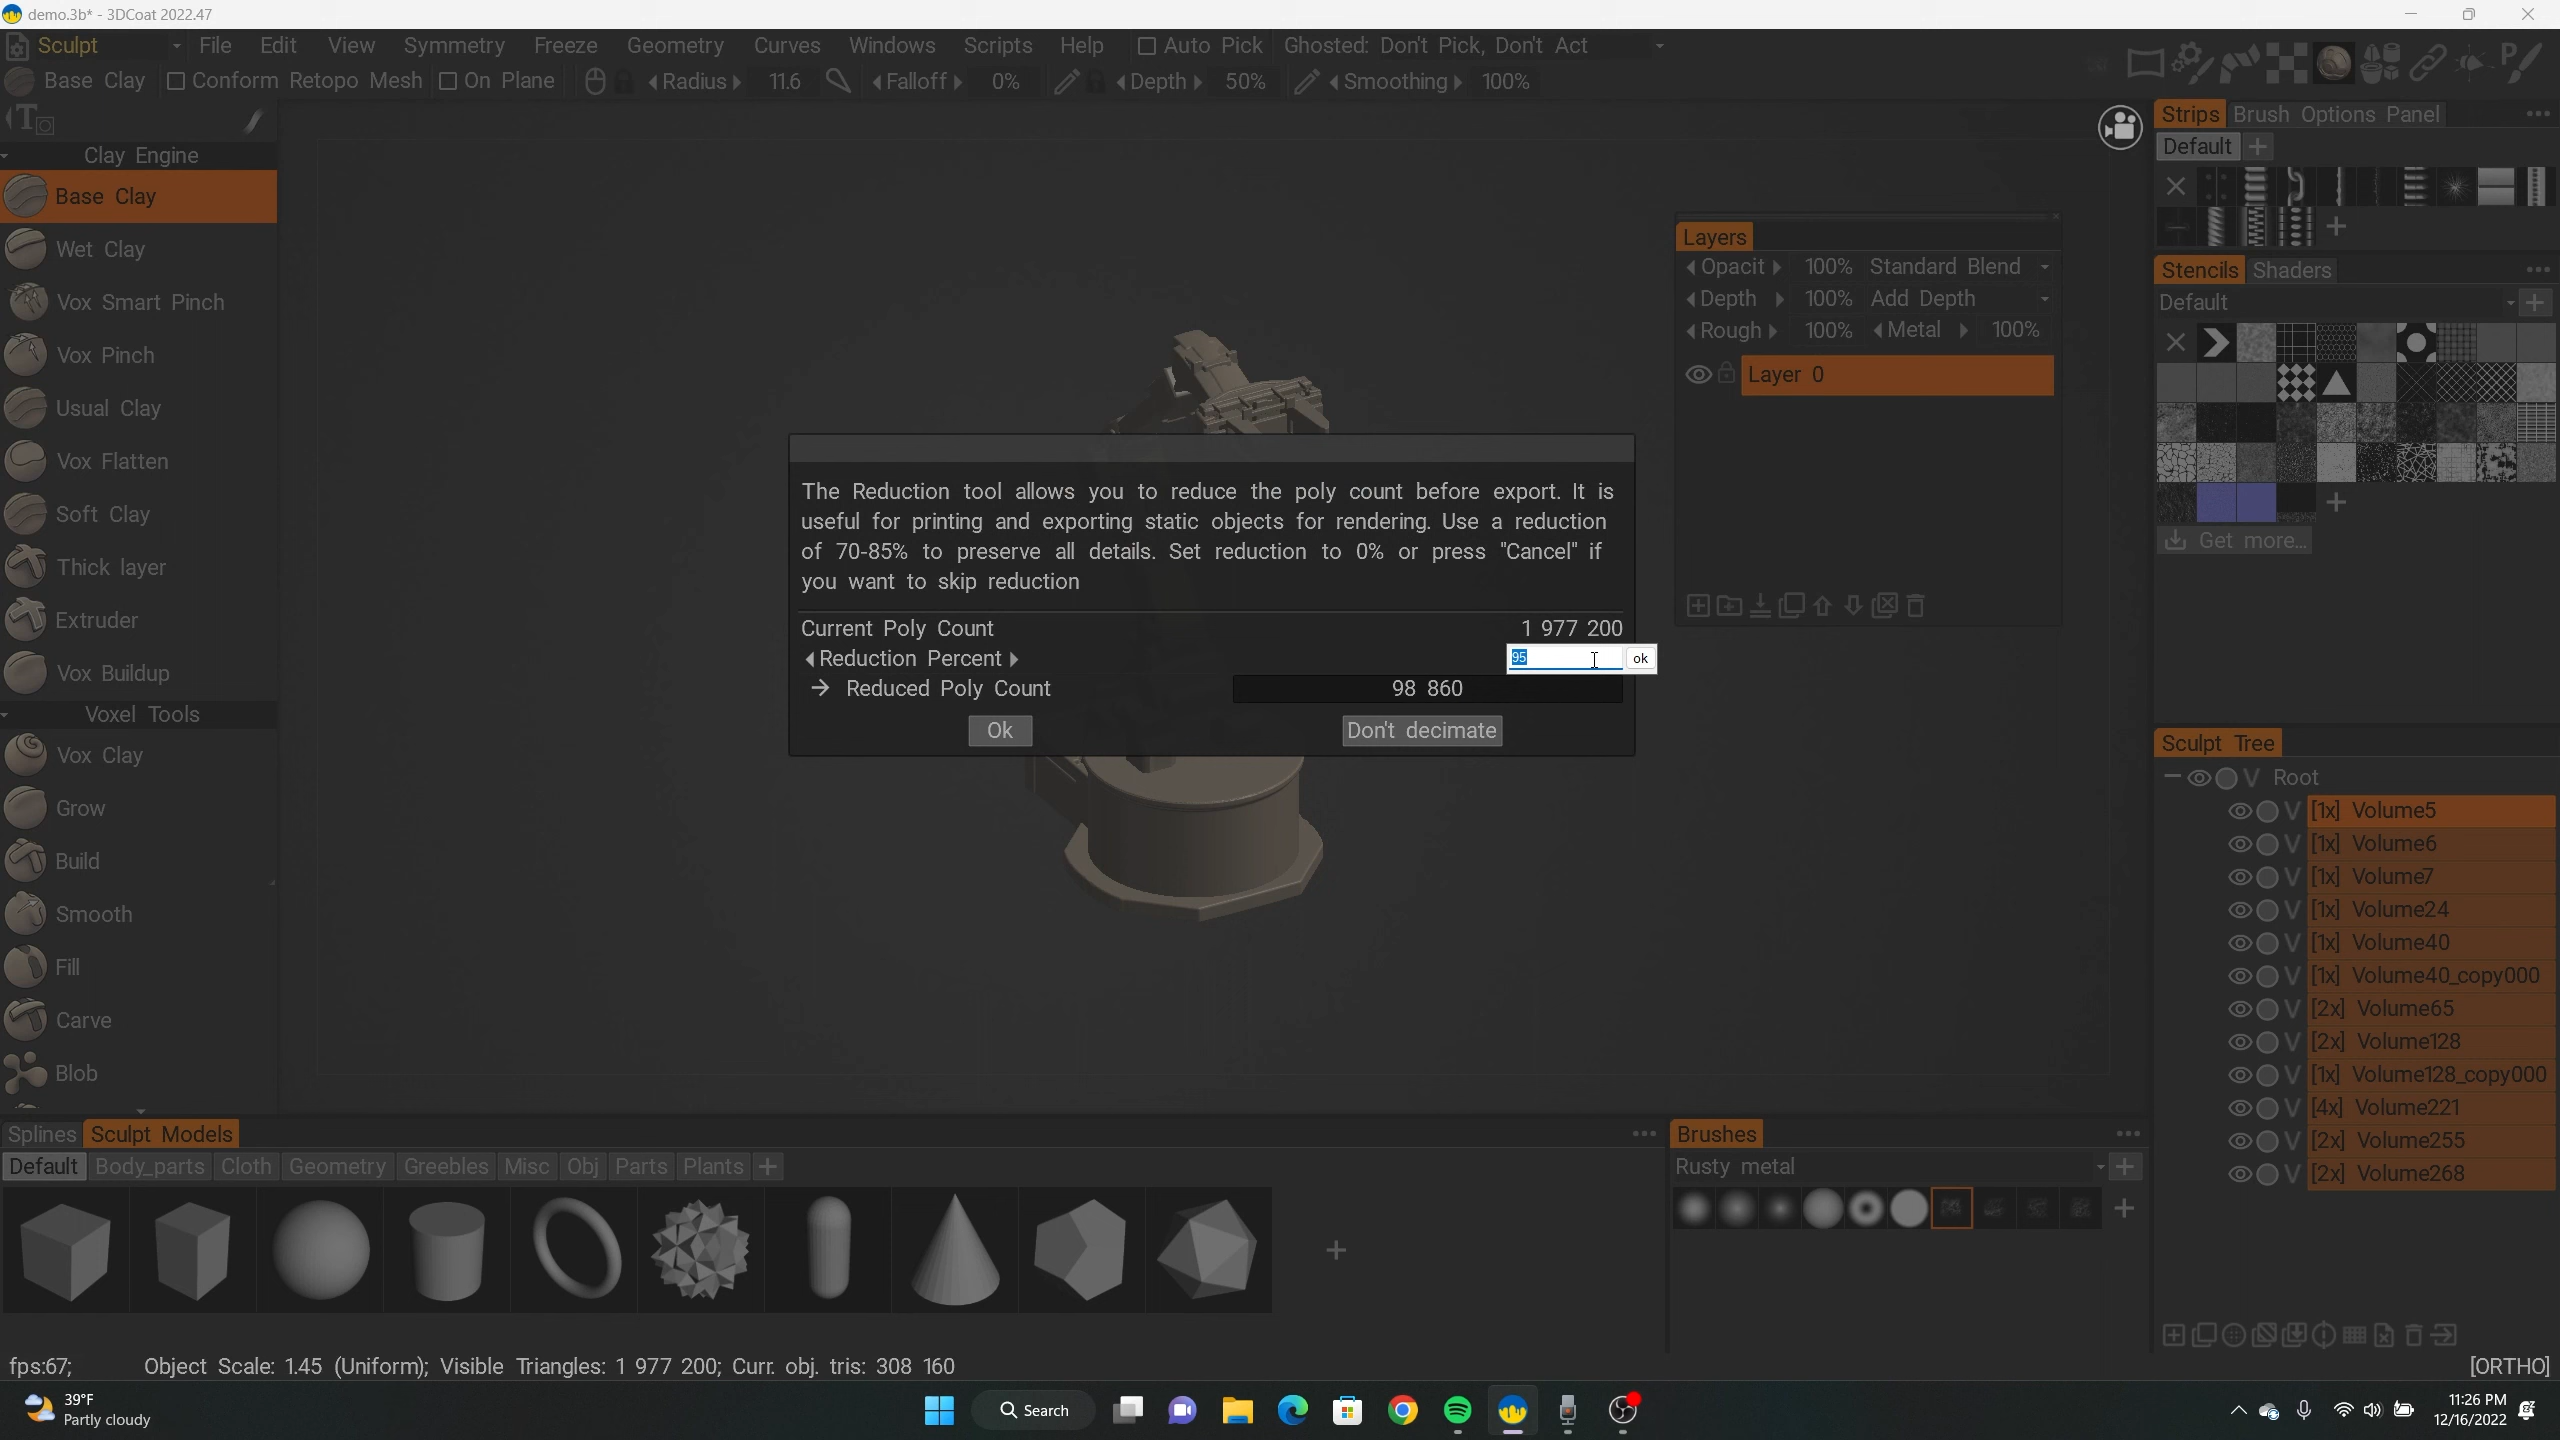 demo.3b* - 3DCoat 2022.47
Sculpt File Edit View Symmetry Freeze Geometry Curves Windows Scripts Help Auto Pick Ghosted: Don't Pick, Don't Act
Base Clay Conform Retopo Mesh On Plane Radius 11.6 Falloff 0% Depth 50% Smoothing 100%
T
Clay Engine
Base Clay
Wet Clay
Vox Smart Pinch
Vox Pinch
Usual Clay
Vox Flatten
Soft Clay
Thick layer
Extruder
Vox Buildup
Voxel Tools
Vox Clay
Grow
Build
Smooth
Fill
Carve
Blob
The Reduction tool allows you to reduce the poly count before export. It is
useful for printing and exporting static objects for rendering. Use a reduction
of 70-85% to preserve all details. Set reduction to 0% or press "Cancel" if
you want to skip reduction
Current Poly Count 1 977 200
Reduction Percent 95 ok
Reduced Poly Count 98 860
Ok Don't decimate
Layers
Opacit 100% Standard Blend
Depth 100% Add Depth
Rough 100% Metal 100%
Layer 0
Strips Brush Options Panel
Default
Stencils Shaders
Default
Get more...
Sculpt Tree
V Root
V [1x] Volume5
V [1x] Volume6
V [1x] Volume7
V [1x] Volume24
V [1x] Volume40
V [1x] Volume40_copy000
V [2x] Volume65
V [2x] Volume128
V [1x] Volume128_copy000
V [4x] Volume221
V [2x] Volume255
V [2x] Volume268
Splines Sculpt Models
Default Body_parts Cloth Geometry Greebles Misc Obj Parts Plants
Brushes
Rusty metal
fps:67; Object Scale: 1.45 (Uniform); Visible Triangles: 1 977 200; Curr. obj. tris: 308 160
[ORTHO]
39°F
Partly cloudy
Search
11:26 PM
12/16/2022